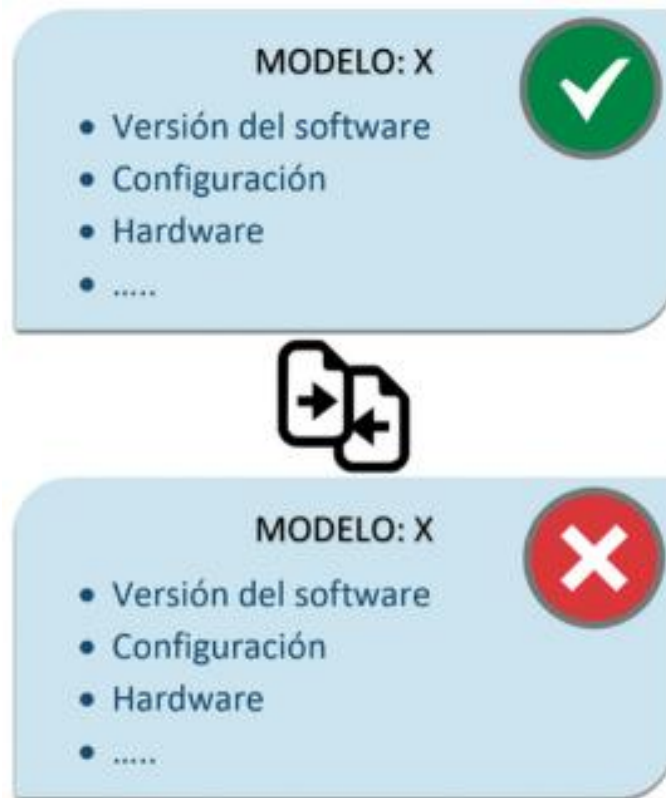 MODELO: X
• Versión del software
• Configuración
• Hardware
• .....
MODELO: X
• Versión del software
• Configuración
• Hardware
• .....